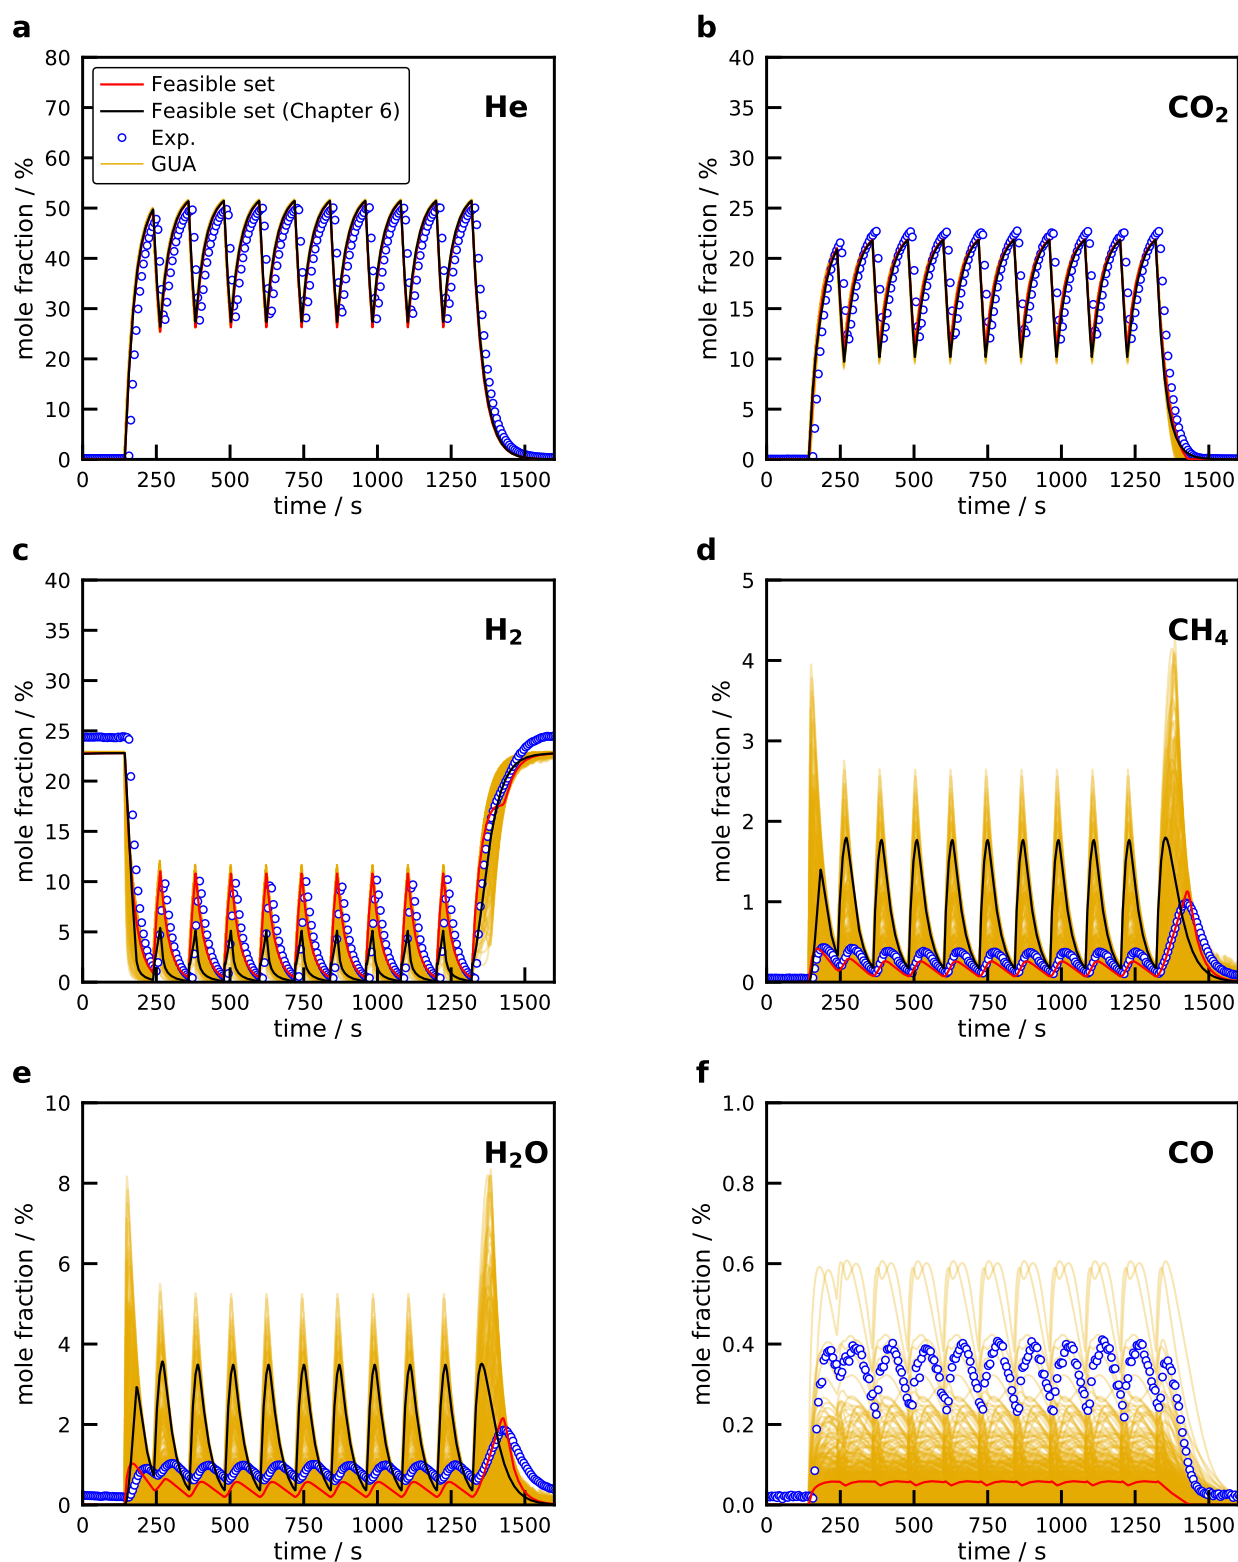 a
80
70
60
50
40
30
20
10
0
mole fraction / %
Feasible set
Feasible set (Chapter 6)
Exp.
GUA
He
0 250 500 750 1000 1250 1500
time / s
b
40
35
30
25
20
15
10
5
0
mole fraction / %
CO₂
0 250 500 750 1000 1250 1500
time / s
c
40
35
30
25
20
15
10
5
0
mole fraction / %
H₂
0 250 500 750 1000 1250 1500
time / s
d
5
4
3
2
1
0
mole fraction / %
CH₄
0 250 500 750 1000 1250 1500
time / s
e
10
8
6
4
2
0
mole fraction / %
H₂O
0 250 500 750 1000 1250 1500
time / s
f
1.0
0.8
0.6
0.4
0.2
0.0
mole fraction / %
CO
0 250 500 750 1000 1250 1500
time / s